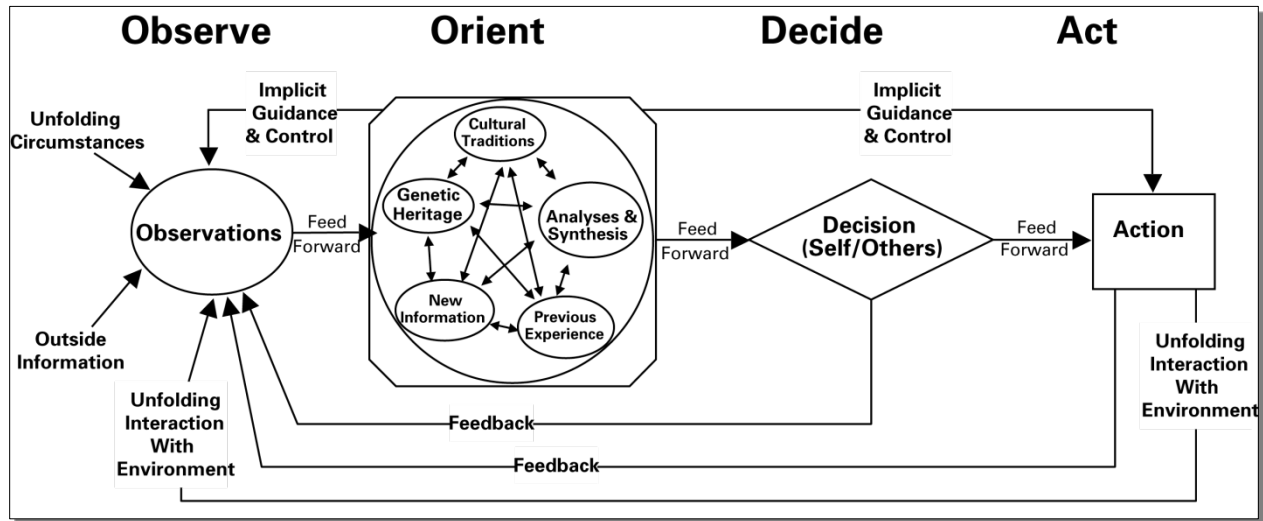 Observe Orient Decide Act
Implicit
Guidance
& Control
Implicit
Guidance
& Control
Unfolding
Circumstances
Cultural
Traditions
Genetic
Heritage
Analyses &
Synthesis
New
Information
Previous
Experience
Observations
Feed
Forward
Feed
Forward
Decision
(Self/Others)
Feed
Forward
Action
Outside
Information
Unfolding
Interaction
With
Environment
Unfolding
Interaction
With
Environment
Feedback
Feedback